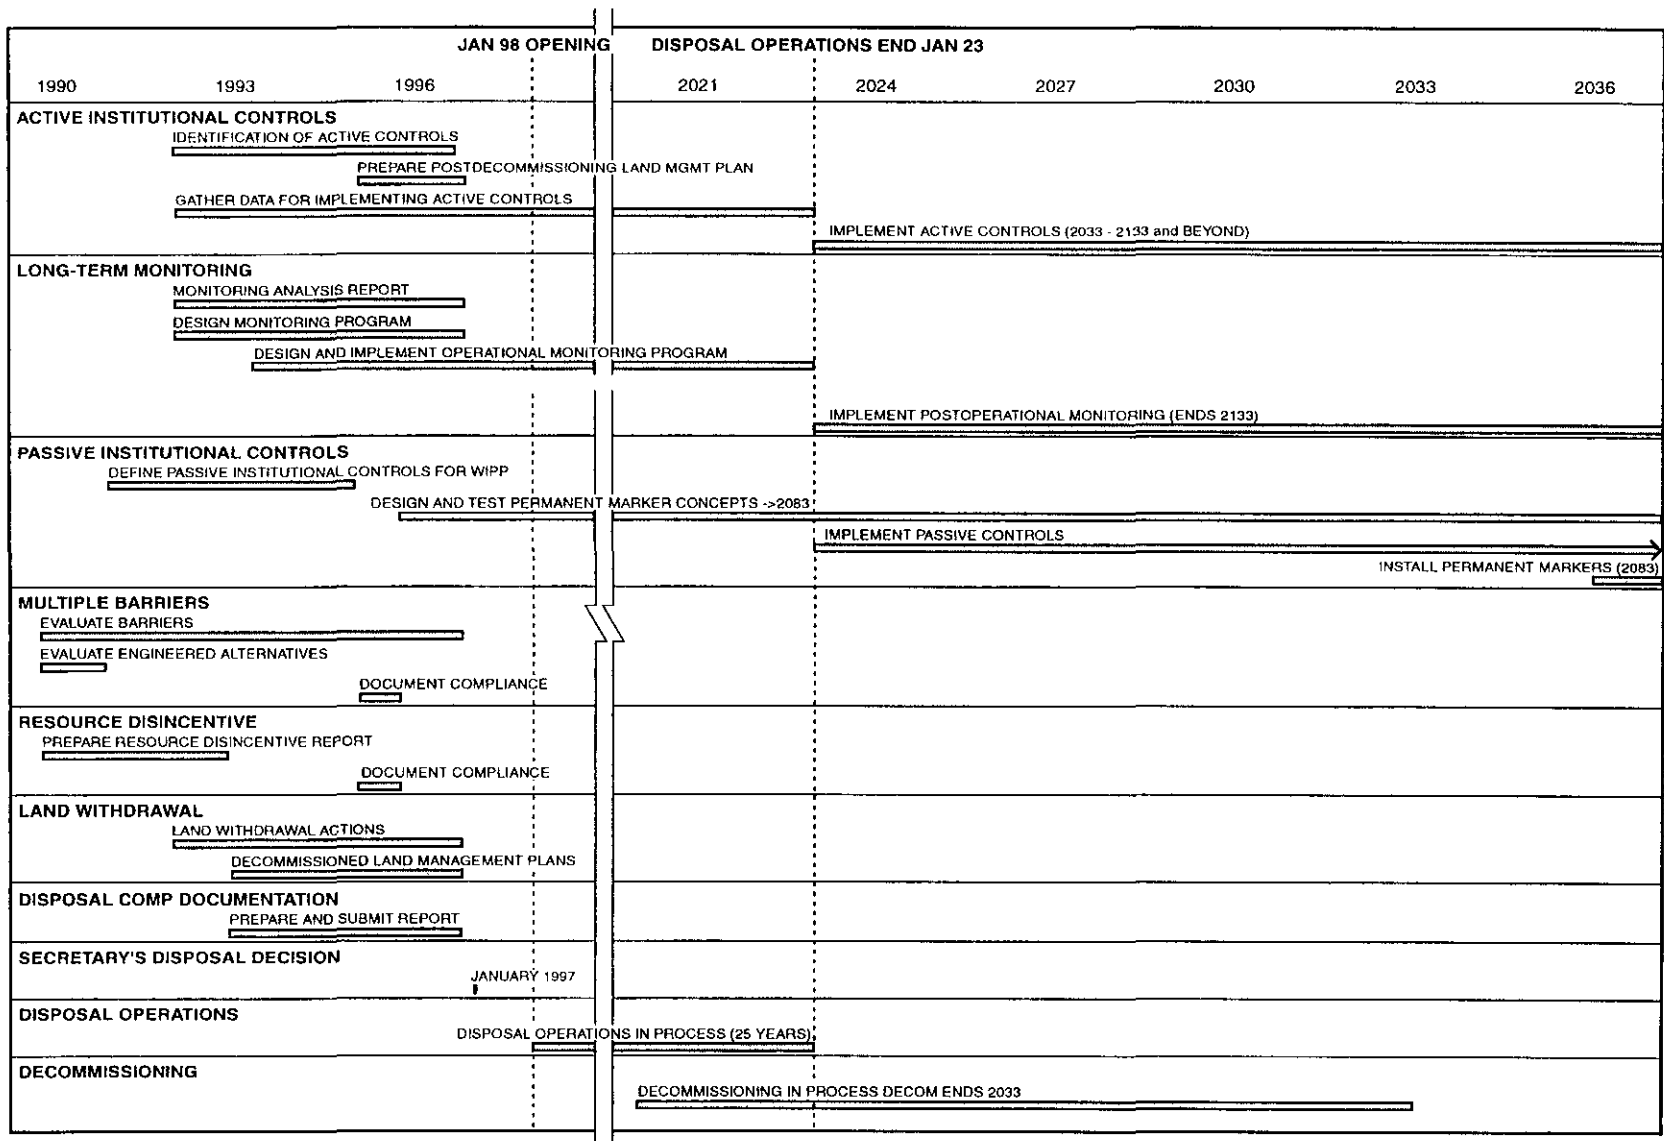 JAN 98 OPENING DISPOSAL OPERATIONS END JAN 23
1990 1993 1996 2021 2024 2027 2030 2033 2036
ACTIVE INSTITUTIONAL CONTROLS
IDENTIFICATION OF ACTIVE CONTROLS
PREPARE POSTDECOMMISSIONING LAND MGMT PLAN
GATHER DATA FOR IMPLEMENTING ACTIVE CONTROLS
IMPLEMENT ACTIVE CONTROLS (2033 - 2133 and BEYOND)
LONG-TERM MONITORING
MONITORING ANALYSIS REPORT
DESIGN MONITORING PROGRAM
DESIGN AND IMPLEMENT OPERATIONAL MONITORING PROGRAM
IMPLEMENT POSTOPERATIONAL MONITORING (ENDS 2133)
PASSIVE INSTITUTIONAL CONTROLS
DEFINE PASSIVE INSTITUTIONAL CONTROLS FOR WIPP
DESIGN AND TEST PERMANENT MARKER CONCEPTS ->2083
IMPLEMENT PASSIVE CONTROLS
INSTALL PERMANENT MARKERS (2083)
MULTIPLE BARRIERS
EVALUATE BARRIERS
EVALUATE ENGINEERED ALTERNATIVES
DOCUMENT COMPLIANCE
RESOURCE DISINCENTIVE
PREPARE RESOURCE DISINCENTIVE REPORT
DOCUMENT COMPLIANCE
LAND WITHDRAWAL
LAND WITHDRAWAL ACTIONS
DECOMMISSIONED LAND MANAGEMENT PLANS
DISPOSAL COMP DOCUMENTATION
PREPARE AND SUBMIT REPORT
SECRETARY'S DISPOSAL DECISION
JANUARY 1997
DISPOSAL OPERATIONS
DISPOSAL OPERATIONS IN PROCESS (25 YEARS)
DECOMMISSIONING
DECOMMISSIONING IN PROCESS DECOM ENDS 2033